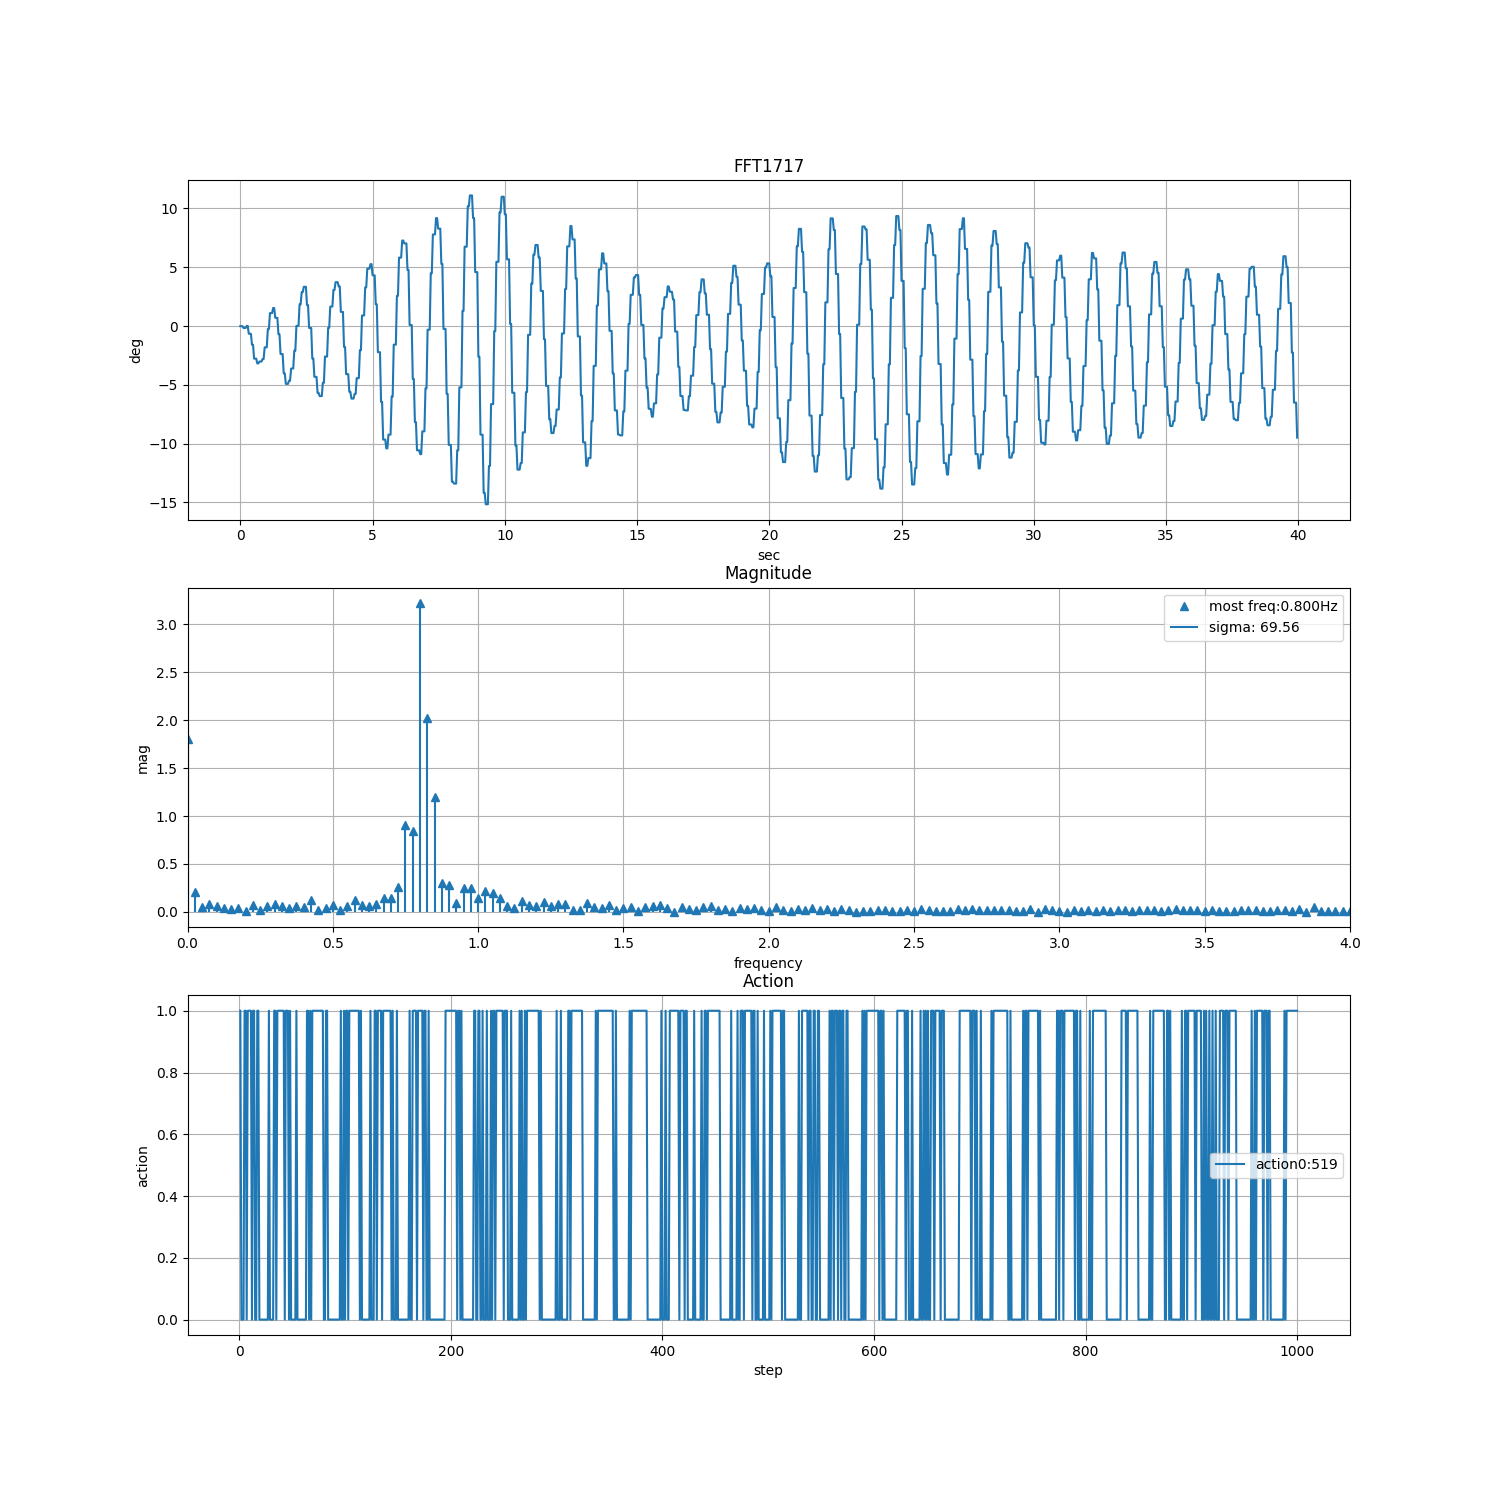 FFT1717
10
5
0
−5
−10
−15
deg
0 5 10 15 20 25 30 35 40
sec
Magnitude
most freq:0.800Hz
sigma: 69.56
3.0
2.5
2.0
1.5
1.0
0.5
0.0
mag
0.0 0.5 1.0 1.5 2.0 2.5 3.0 3.5 4.0
frequency
Action
1.0
0.8
0.6
0.4
0.2
0.0
action
action0:519
0 200 400 600 800 1000
step